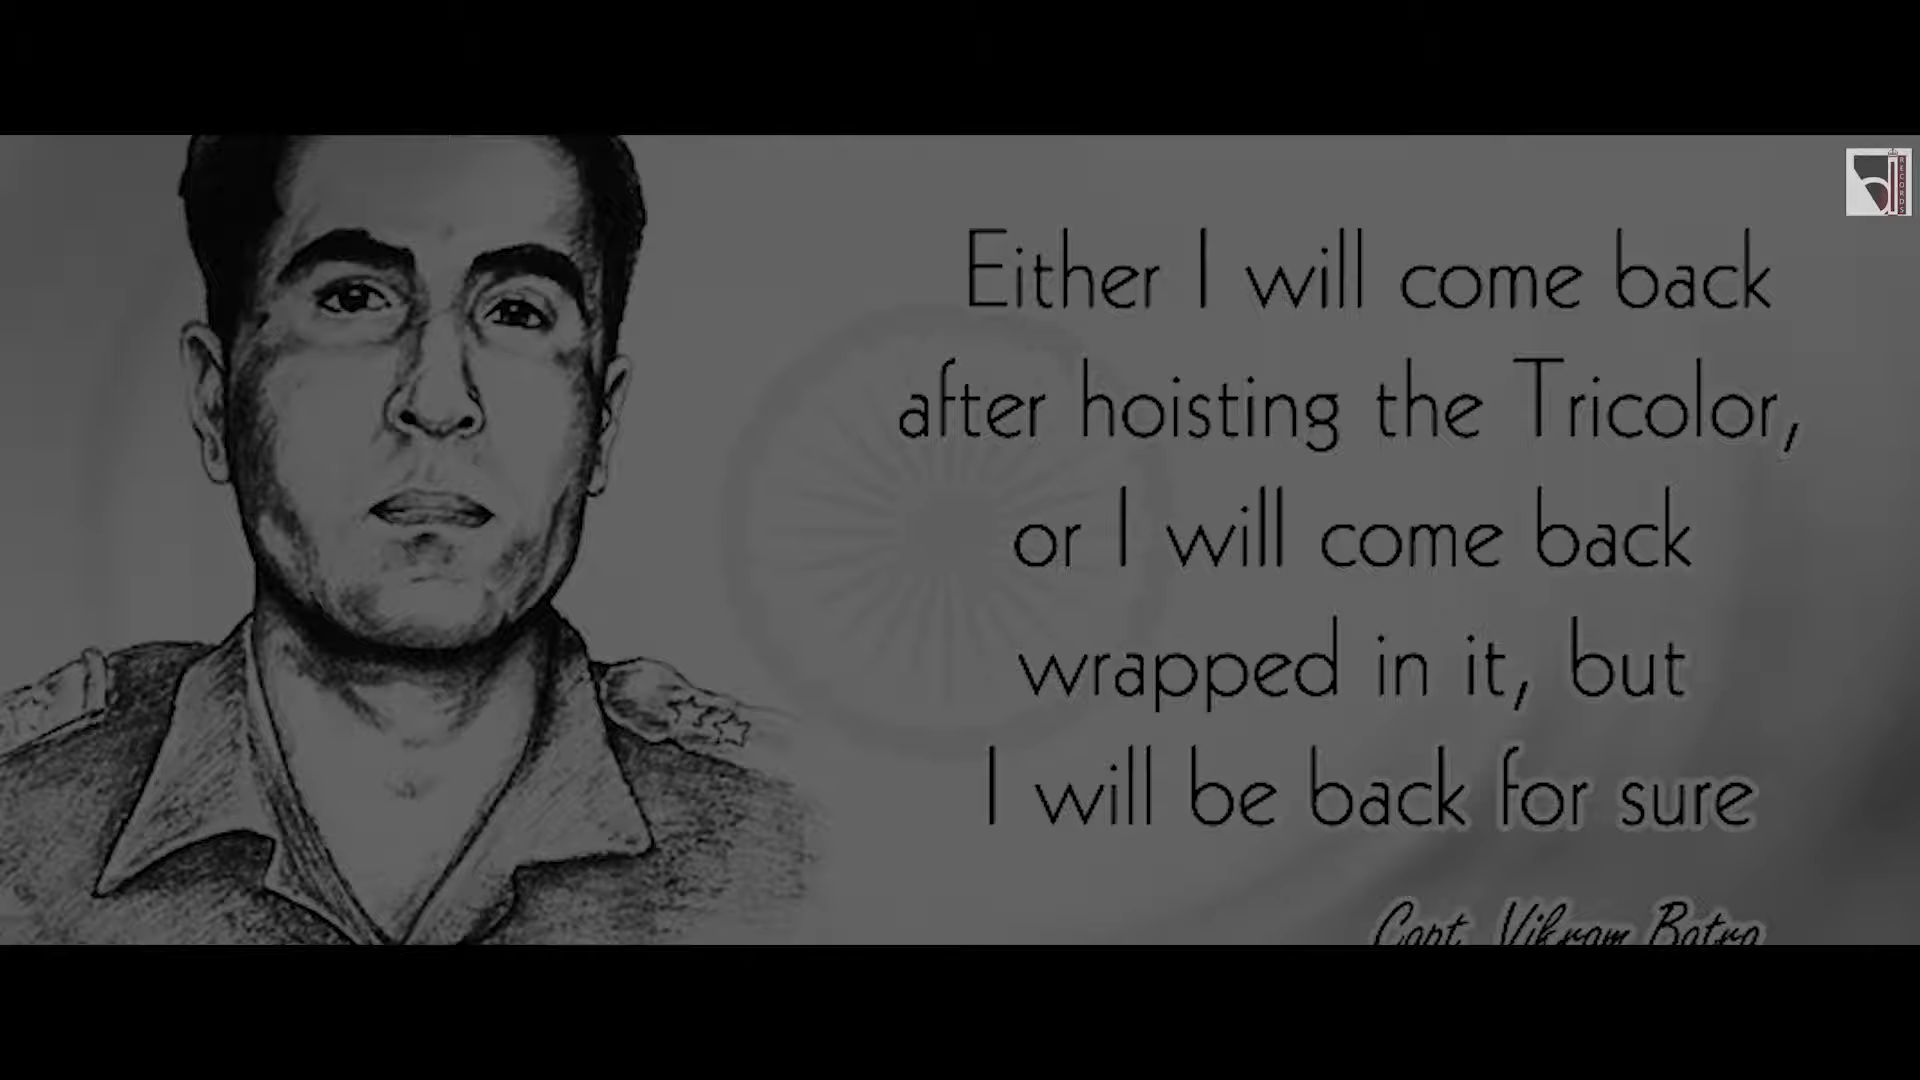 RECORDS
Either I will come back
after hoisting the Tricolor,
or I will come back
wrapped in it, but
I will be back for sure
Capt. Vikram Batra